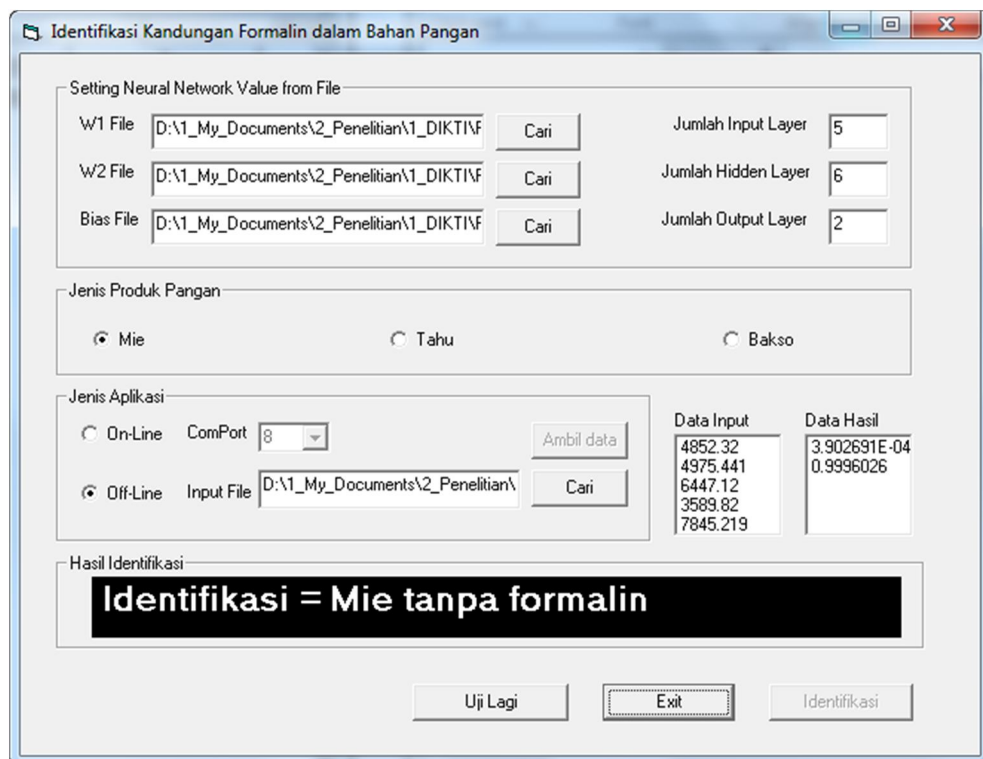 Identifikasi Kandungan Formalin dalam Bahan Pangan
Setting Neural Network Value from File
W1 File D:\1_My_Documents\2_Penelitian\1_DIKTI\F Cari Jumlah Input Layer 5
W2 File D:\1_My_Documents\2_Penelitian\1_DIKTI\F Cari Jumlah Hidden Layer 6
Bias File D:\1_My_Documents\2_Penelitian\1_DIKTI\F Cari Jumlah Output Layer 2
Jenis Produk Pangan
Mie Tahu Bakso
Jenis Aplikasi
On-Line ComPort 8 Ambil data
Off-Line Input File D:\1_My_Documents\2_Penelitian\ Cari
Data Input
4852.32
4975.441
6447.12
3589.82
7845.219
Data Hasil
3.902691E-04
0.9996026
Hasil Identifikasi
Identifikasi = Mie tanpa formalin
Uji Lagi Exit Identifikasi